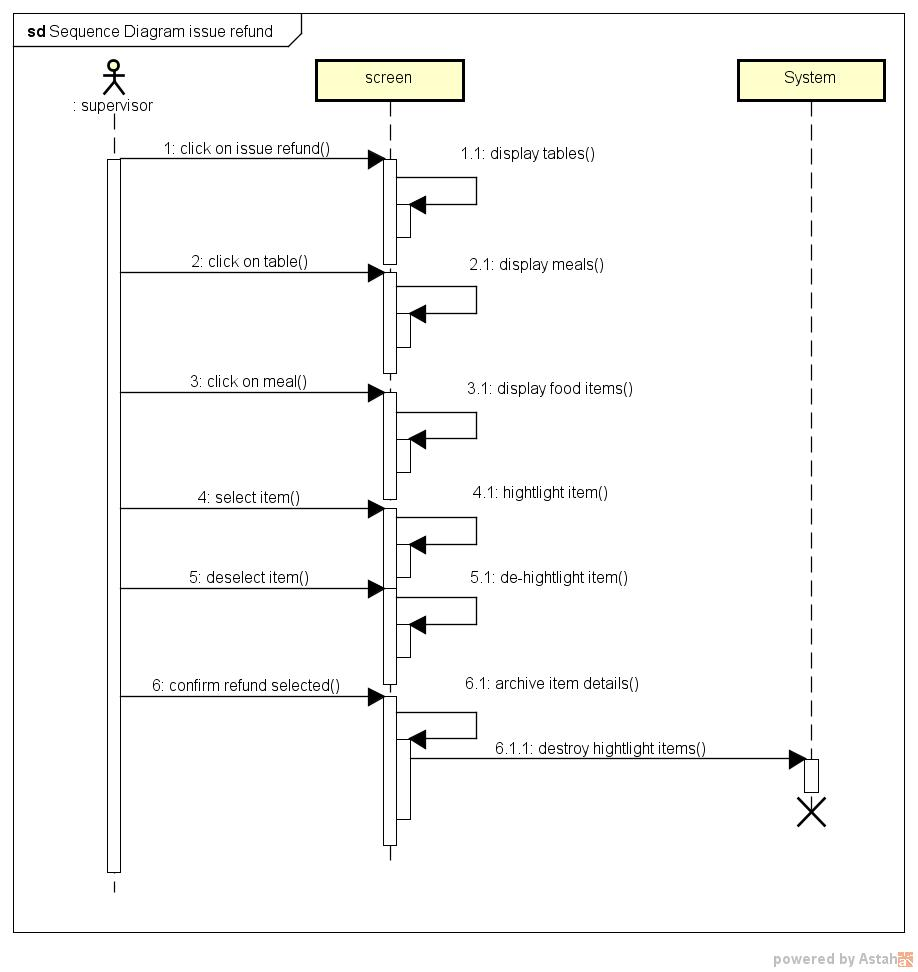 sd Sequence Diagram issue refund
: supervisor
screen
System
1: click on issue refund()
1.1: display tables()
2: click on table()
2.1: display meals()
3: click on meal()
3.1: display food items()
4: select item()
4.1: hightlight item()
5: deselect item()
5.1: de-hightlight item()
6: confirm refund selected()
6.1: archive item details()
6.1.1: destroy hightlight items()
powered by Astah